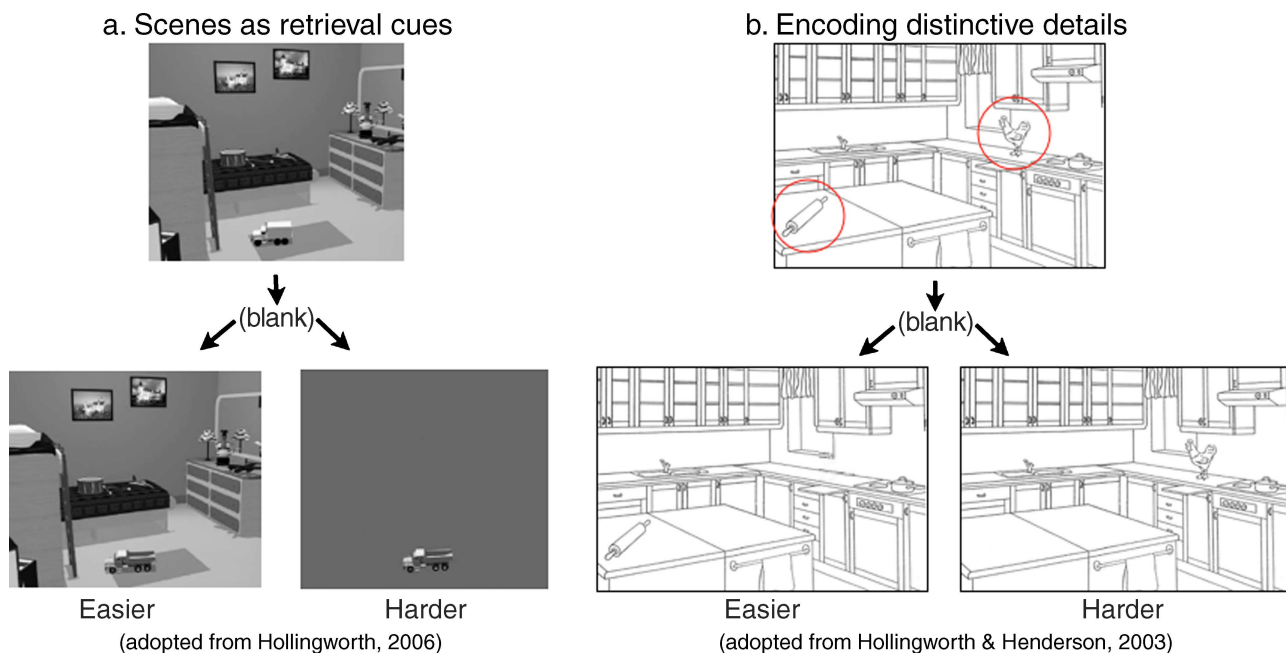 a. Scenes as retrieval cues
(blank)
Easier
Harder
(adopted from Hollingworth, 2006)
b. Encoding distinctive details
(blank)
Easier
Harder
(adopted from Hollingworth & Henderson, 2003)